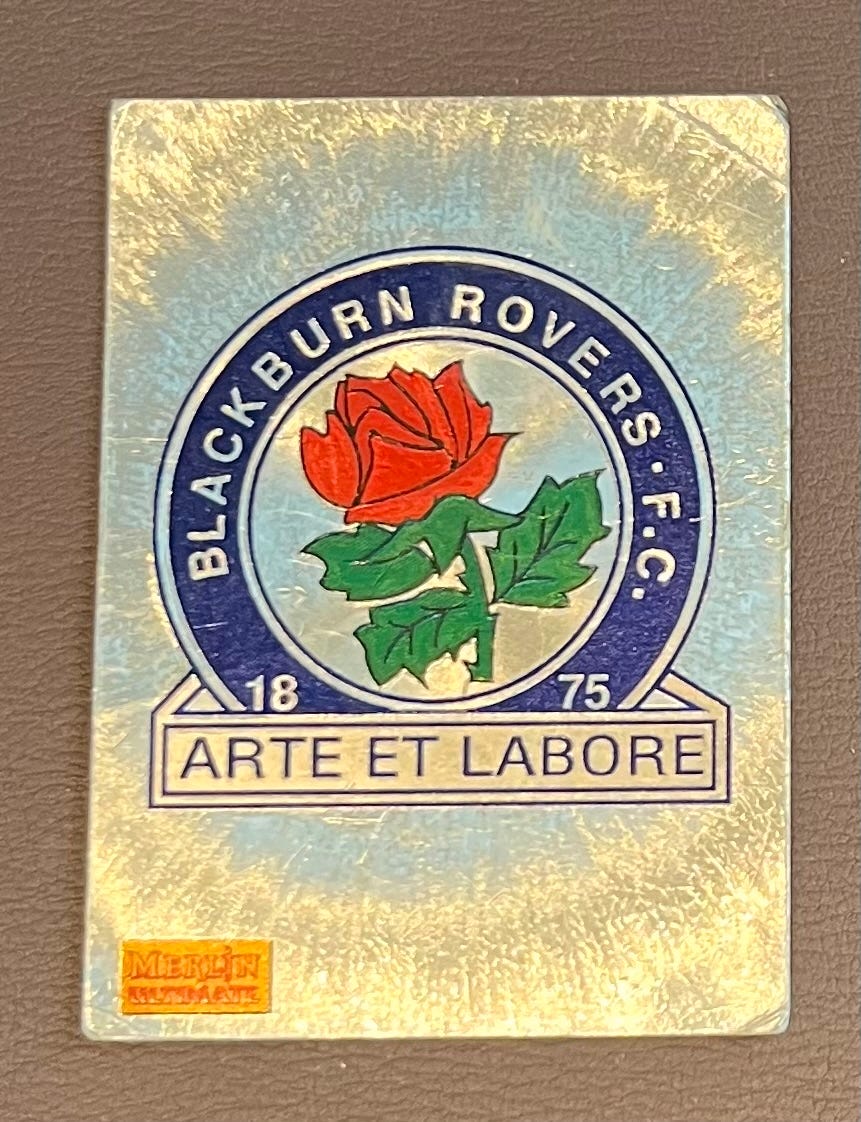 BLACKBURN ROVERS · F.C.
18 75
ARTE ET LABORE
MERLIN